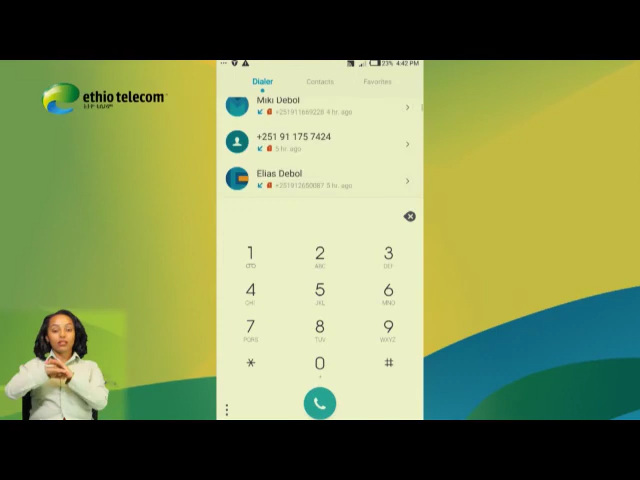 ethio telecom
ኢትዮ ቴሌኮም
23% 4:42 PM
Dialer Contacts Favorites
Miki Debol
+251911669228 4 hr. ago
+251 91 175 7424
5 hr. ago
Elias Debol
+251912650087 5 hr. ago
1 2 3
ABC DEF
4 5 6
GHI JKL MNO
7 8 9
PQRS TUV WXYZ
* 0 #
+